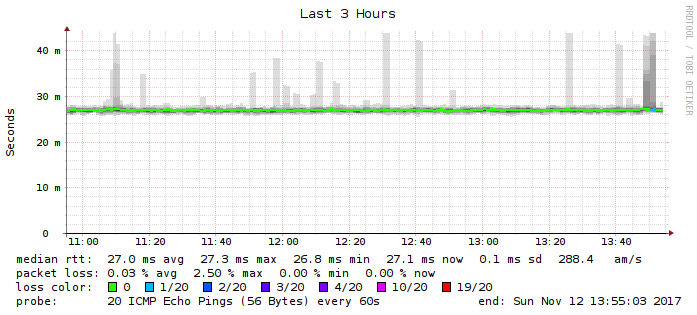 Last 3 Hours
RRDTOOL / TOBI OETIKER
Seconds
40 m
30 m
20 m
10 m
0
11:00 11:20 11:40 12:00 12:20 12:40 13:00 13:20 13:40
median rtt: 27.0 ms avg 27.3 ms max 26.8 ms min 27.1 ms now 0.1 ms sd 288.4 am/s
packet loss: 0.03 % avg 2.50 % max 0.00 % min 0.00 % now
loss color: 0 1/20 2/20 3/20 4/20 10/20 19/20
probe: 20 ICMP Echo Pings (56 Bytes) every 60s end: Sun Nov 12 13:55:03 2017